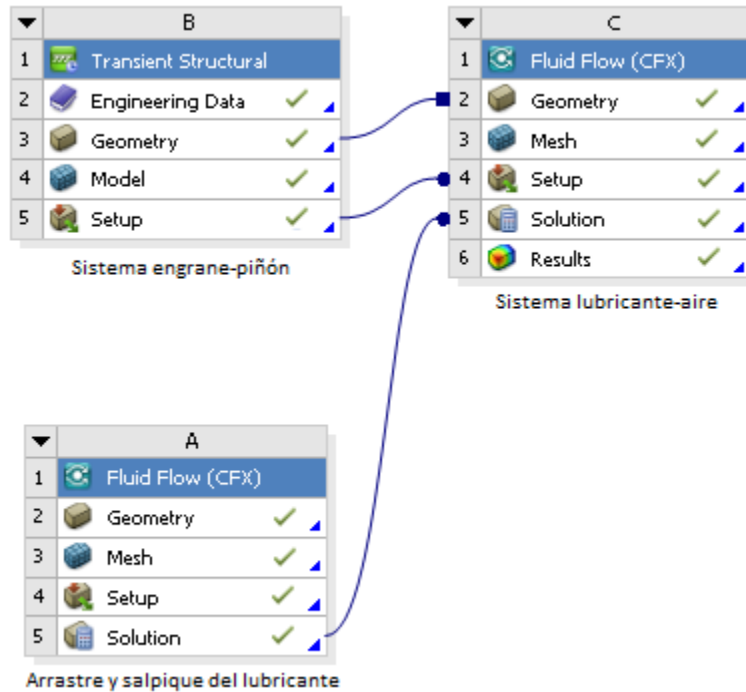 B
1 Transient Structural
2 Engineering Data
3 Geometry
4 Model
5 Setup
Sistema engrane-piñón
C
1 Fluid Flow (CFX)
2 Geometry
3 Mesh
4 Setup
5 Solution
6 Results
Sistema lubricante-aire
A
1 Fluid Flow (CFX)
2 Geometry
3 Mesh
4 Setup
5 Solution
Arrastre y salpique del lubricante